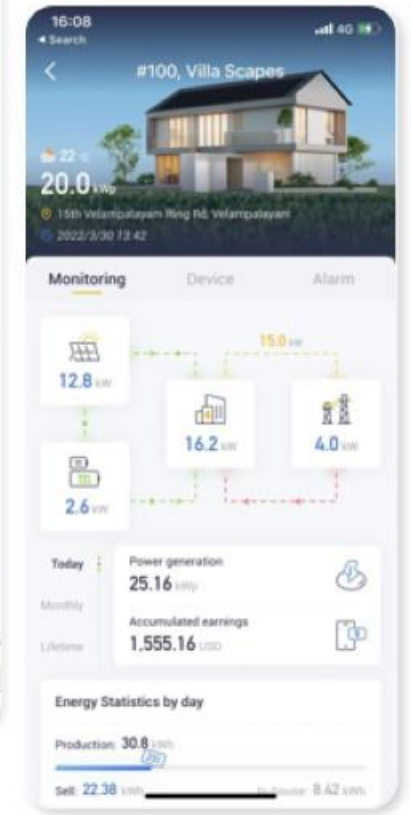 16:08
4G
Search
#100, Villa Scapes
22 °C
20.0 kWp
15th Velampalayam Ring Rd, Velampalayam
2022/3/30 13:42
Monitoring Device Alarm
15.0 kW
12.8 kW
16.2 kW
4.0 kW
2.6 kW
Today
Monthly
Lifetime
Power generation
25.16 kWp
Accumulated earnings
1,555.16 USD
Energy Statistics by day
Production: 30.8 kWh
Sell: 22.38 kWh In-house: 8.42 kWh